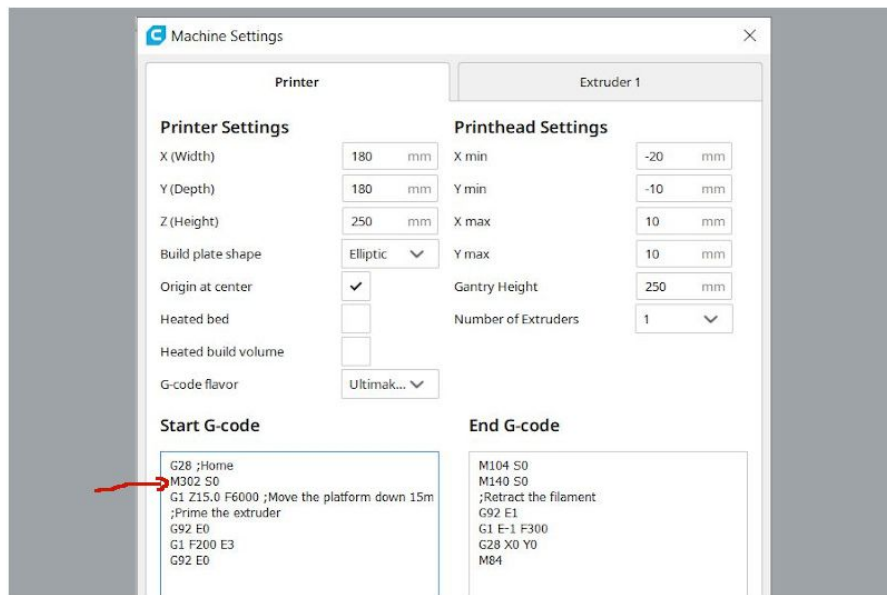 Machine Settings
Printer
Extruder 1
Printer Settings
X (Width) 180 mm
Y (Depth) 180 mm
Z (Height) 250 mm
Build plate shape Elliptic
Origin at center
Heated bed
Heated build volume
G-code flavor Ultimak...
Printhead Settings
X min -20 mm
Y min -10 mm
X max 10 mm
Y max 10 mm
Gantry Height 250 mm
Number of Extruders 1
Start G-code
G28 ;Home
M302 S0
G1 Z15.0 F6000 ;Move the platform down 15m
;Prime the extruder
G92 E0
G1 F200 E3
G92 E0
End G-code
M104 S0
M140 S0
;Retract the filament
G92 E1
G1 E-1 F300
G28 X0 Y0
M84